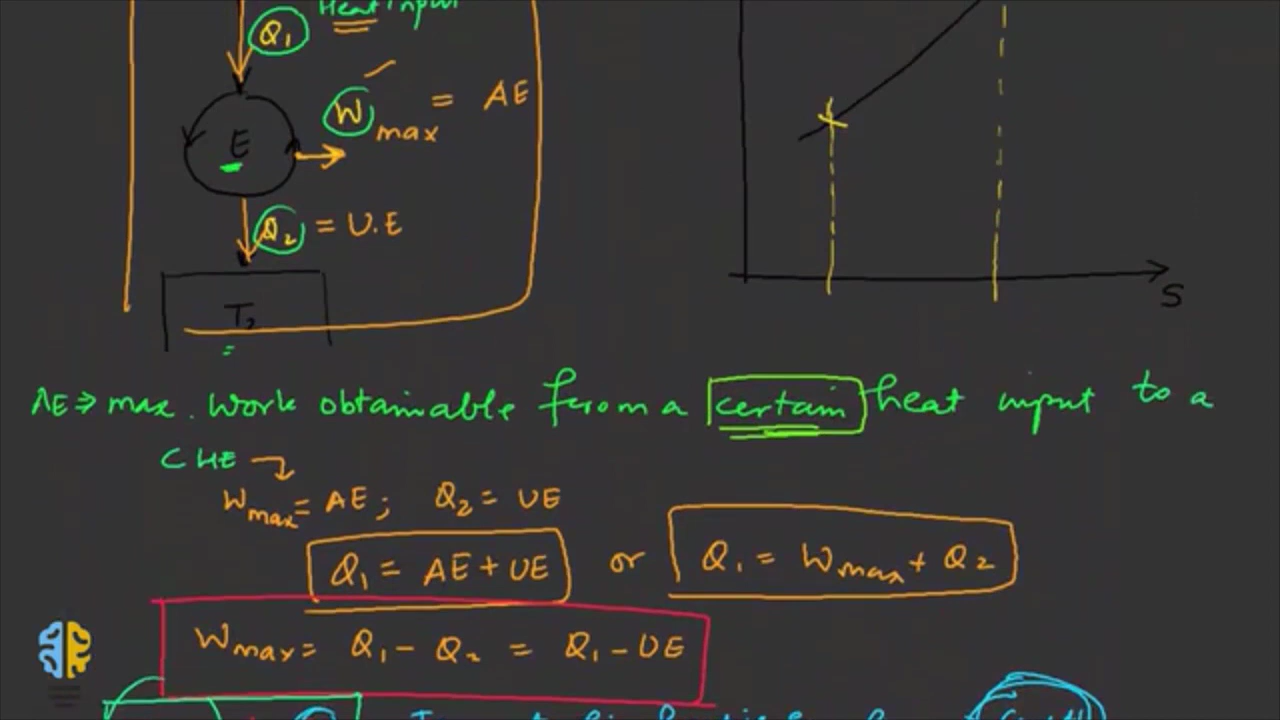 Heat input
Q₁
W max = AE
E
Q₂ = U.E
T₂
S
AE ⇒ max. Work obtainable from a certain heat input to a
CHE
Wmax = AE; Q₂ = UE
Q₁ = AE + UE or Q₁ = Wmax + Q₂
Wmax = Q₁ - Q₂ = Q₁ - UE